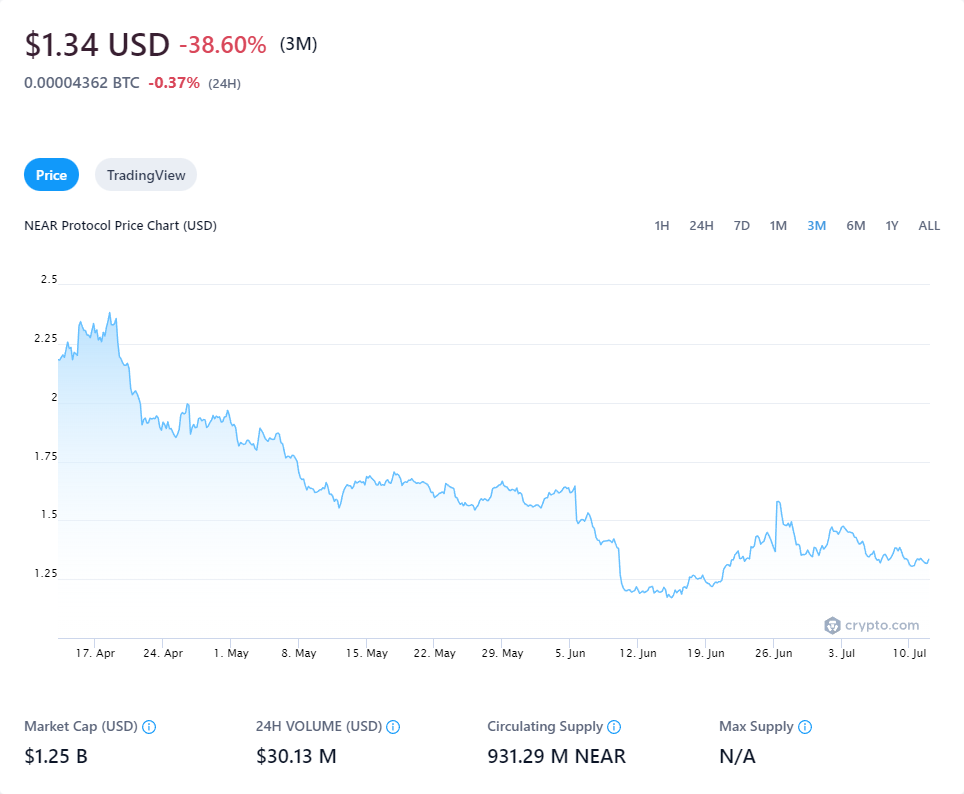 $1.34 USD -38.60% (3M)
0.00004362 BTC -0.37% (24H)
Price TradingView
NEAR Protocol Price Chart (USD) 1H 24H 7D 1M 3M 6M 1Y ALL
2.5
2.25
2
1.75
1.5
1.25
crypto.com
17. Apr 24. Apr 1. May 8. May 15. May 22. May 29. May 5. Jun 12. Jun 19. Jun 26. Jun 3. Jul 10. Jul
Market Cap (USD) 24H VOLUME (USD) Circulating Supply Max Supply
$1.25 B $30.13 M 931.29 M NEAR N/A